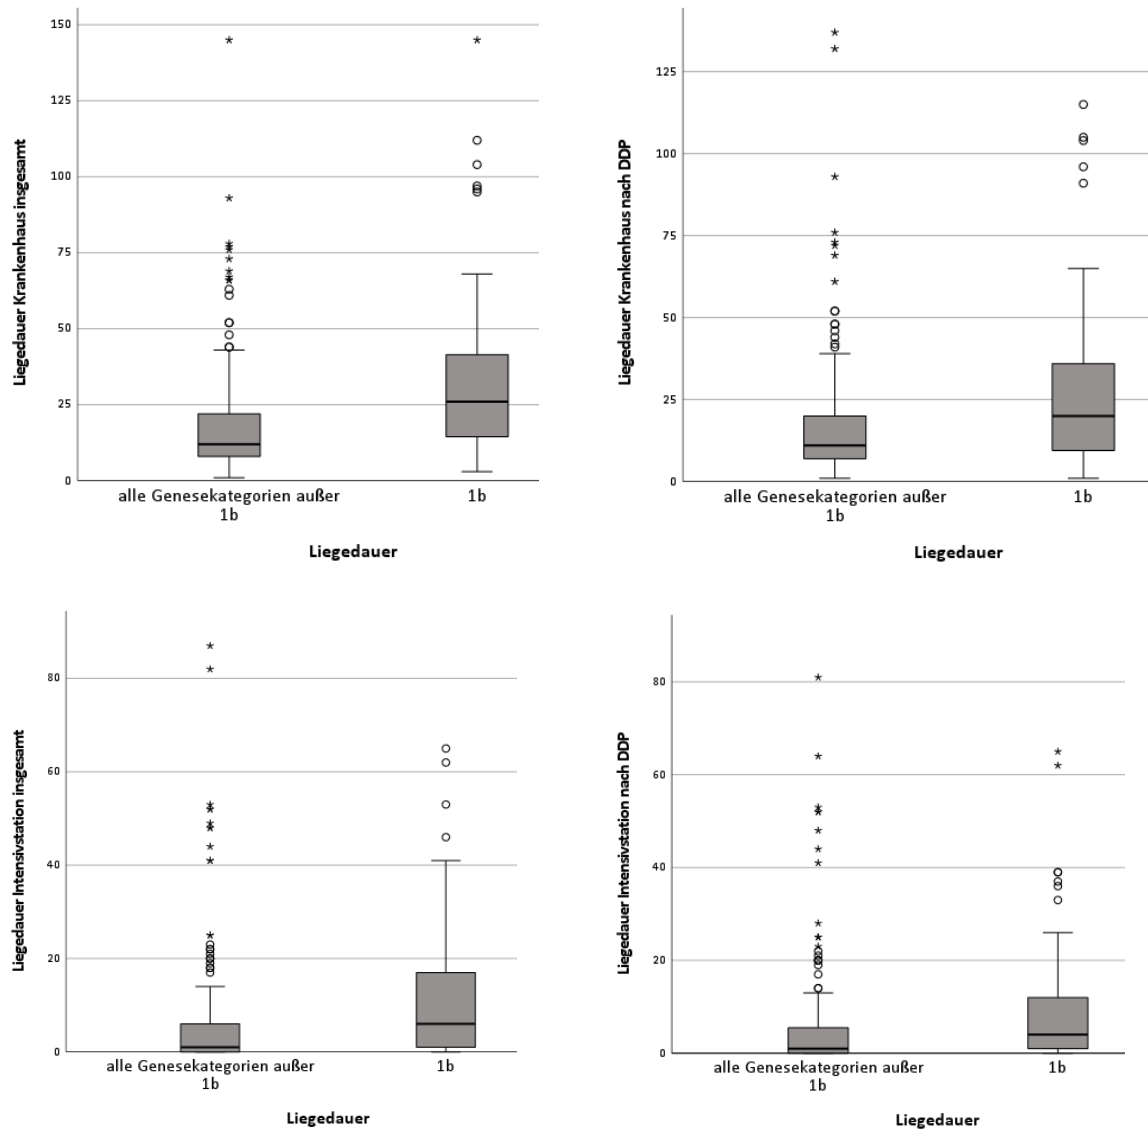 Liegedauer Krankenhaus insgesamt
150
125
100
75
50
25
0
alle Genesekategorien außer
1b
1b
Liegedauer
Liegedauer Krankenhaus nach DDP
125
100
75
50
25
0
alle Genesekategorien außer
1b
1b
Liegedauer
Liegedauer Intensivstation insgesamt
80
60
40
20
0
alle Genesekategorien außer
1b
1b
Liegedauer
Liegedauer Intensivstation nach DDP
80
60
40
20
0
alle Genesekategorien außer
1b
1b
Liegedauer